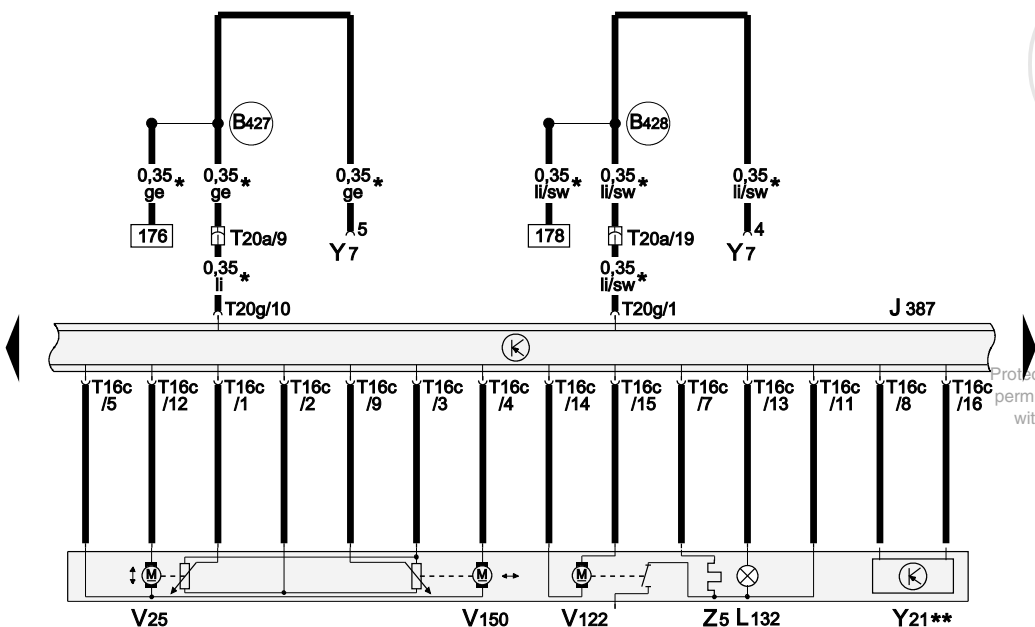 B427
B428
0,35 * ge
0,35 * ge
0,35 * ge
0,35 * li/sw
0,35 * li/sw
0,35 * li/sw
176
T20a/9
5
Y7
178
T20a/19
4
Y7
0,35 * li
0,35 * li/sw
T20g/10
T20g/1
J 387
T16c /5
T16c /12
T16c /1
T16c /2
T16c /9
T16c /3
T16c /4
T16c /14
T16c /15
T16c /7
T16c /13
T16c /11
T16c /8
T16c /16
Protec
perm
wit
M
M
M
V25
V150
V122
Z5
L132
Y21**